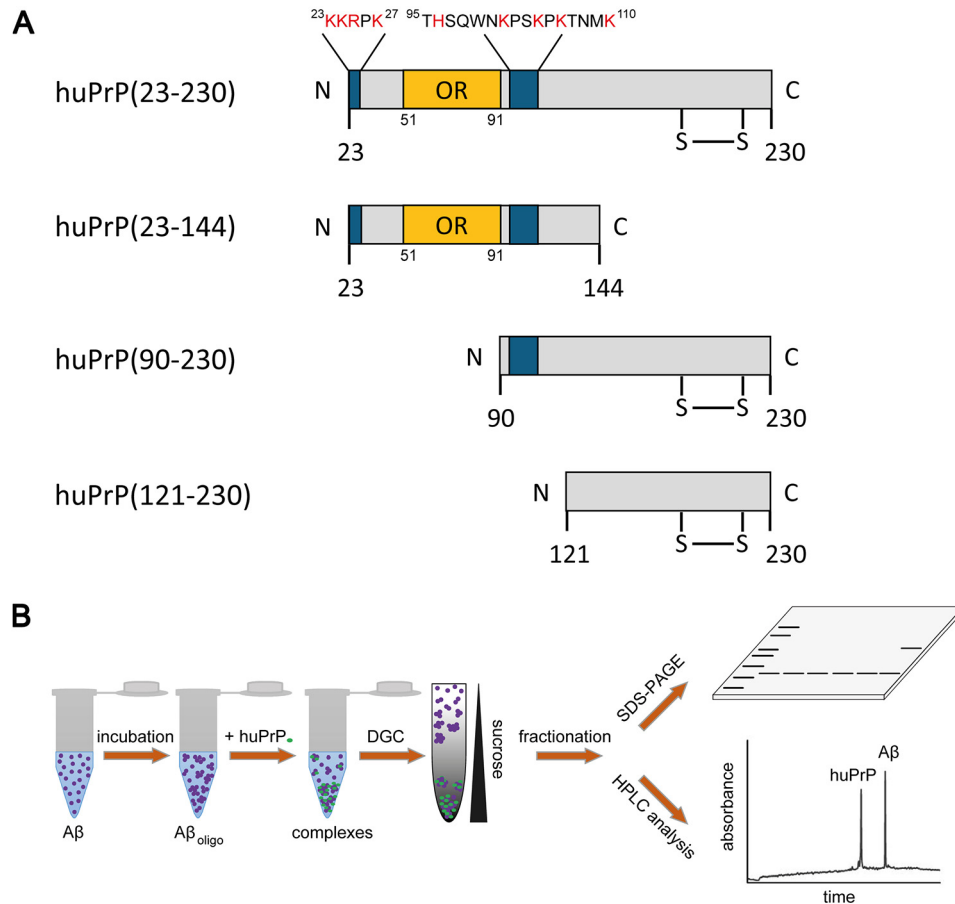 A
²³KKRPK²⁷ ⁹⁵THSQWNKPSKPKTNMK¹¹⁰
huPrP(23-230)
N OR C
51 91
S S
23 230
huPrP(23-144)
N OR C
51 91
23 144
huPrP(90-230)
N C
S S
90 230
huPrP(121-230)
N C
S S
121 230
B
incubation
+ huPrP
DGC
sucrose
fractionation
SDS-PAGE
HPLC analysis
Aβ
Aβoligo
complexes
absorbance
huPrP
Aβ
time